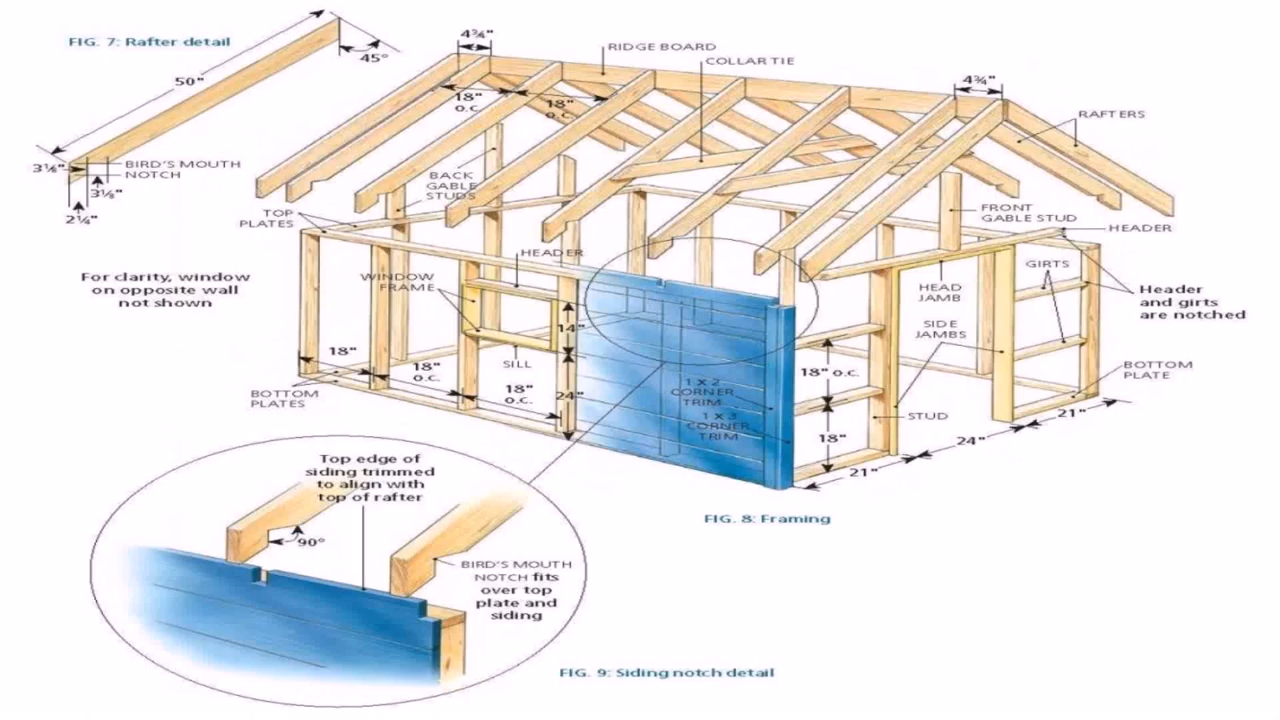 FIG. 7: Rafter detail
50"
45°
3⅛"
BIRD'S MOUTH
NOTCH
3⅛"
2¼"
4¾"
RIDGE BOARD
COLLAR TIE
4¾"
18"
O.C.
18"
O.C.
RAFTERS
BACK
GABLE
STUDS
TOP
PLATES
FRONT
GABLE STUD
HEADER
HEADER
GIRTS
WINDOW
FRAME
HEAD
JAMB
Header
and girts
are notched
For clarity, window
on opposite wall
not shown
SIDE
JAMBS
14"
SILL
18"
18"
O.C.
18"
O.C.
24"
BOTTOM
PLATES
1 x 2
CORNER
TRIM
1 x 3
CORNER
TRIM
18" O.C.
18"
STUD
BOTTOM
PLATE
21"
24"
21"
FIG. 8: Framing
Top edge of
siding trimmed
to align with
top of rafter
90°
BIRD'S MOUTH
NOTCH fits
over top
plate and
siding
FIG. 9: Siding notch detail